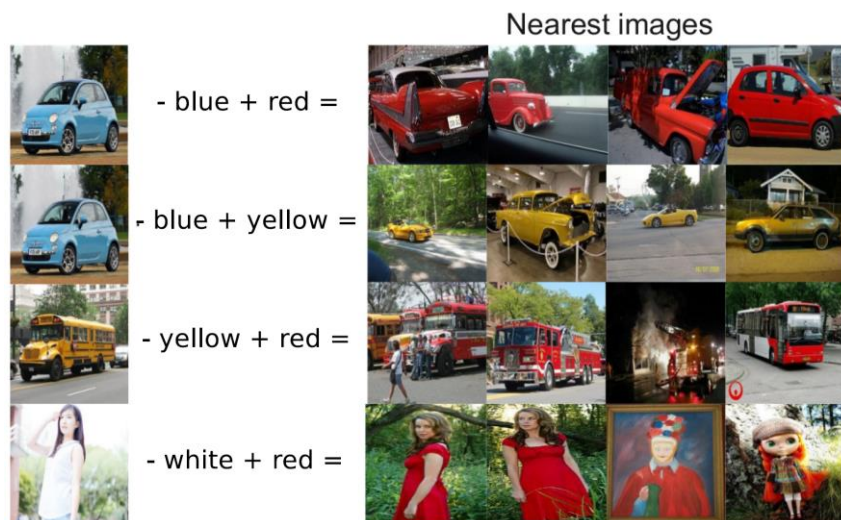 Nearest images
- blue + red =
- blue + yellow =
- yellow + red =
- white + red =